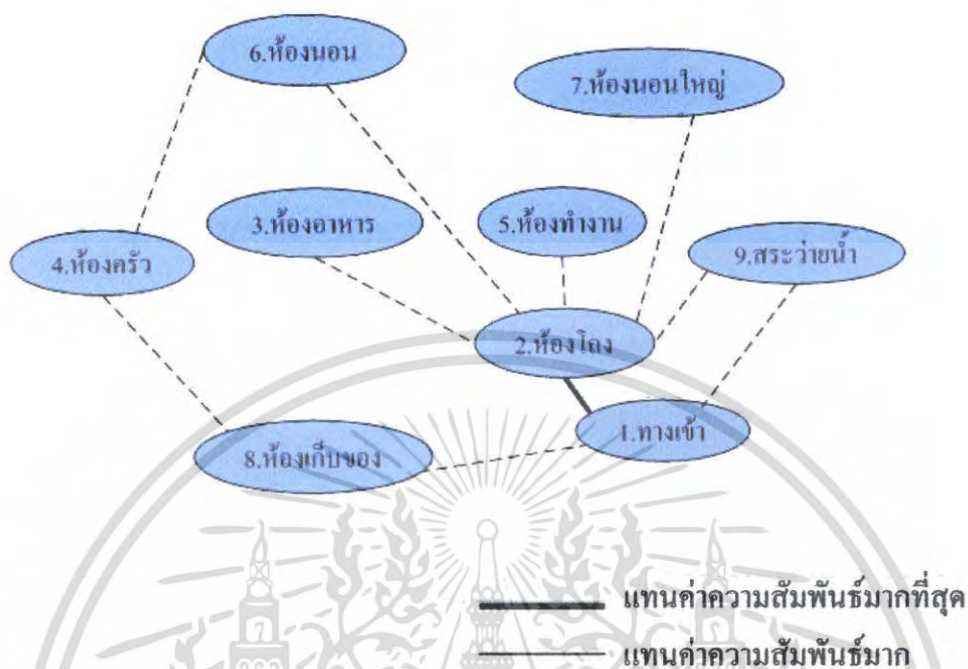 6.ห้องนอน
7.ห้องนอนใหญ่
3.ห้องอาหาร
5.ห้องทำงาน
4.ห้องครัว
9.สระว่ายน้ำ
2.ห้องโถง
1.ทางเข้า
8.ห้องเก็บของ
แทนค่าความสัมพันธ์มากที่สุด
แทนค่าความสัมพันธ์มาก